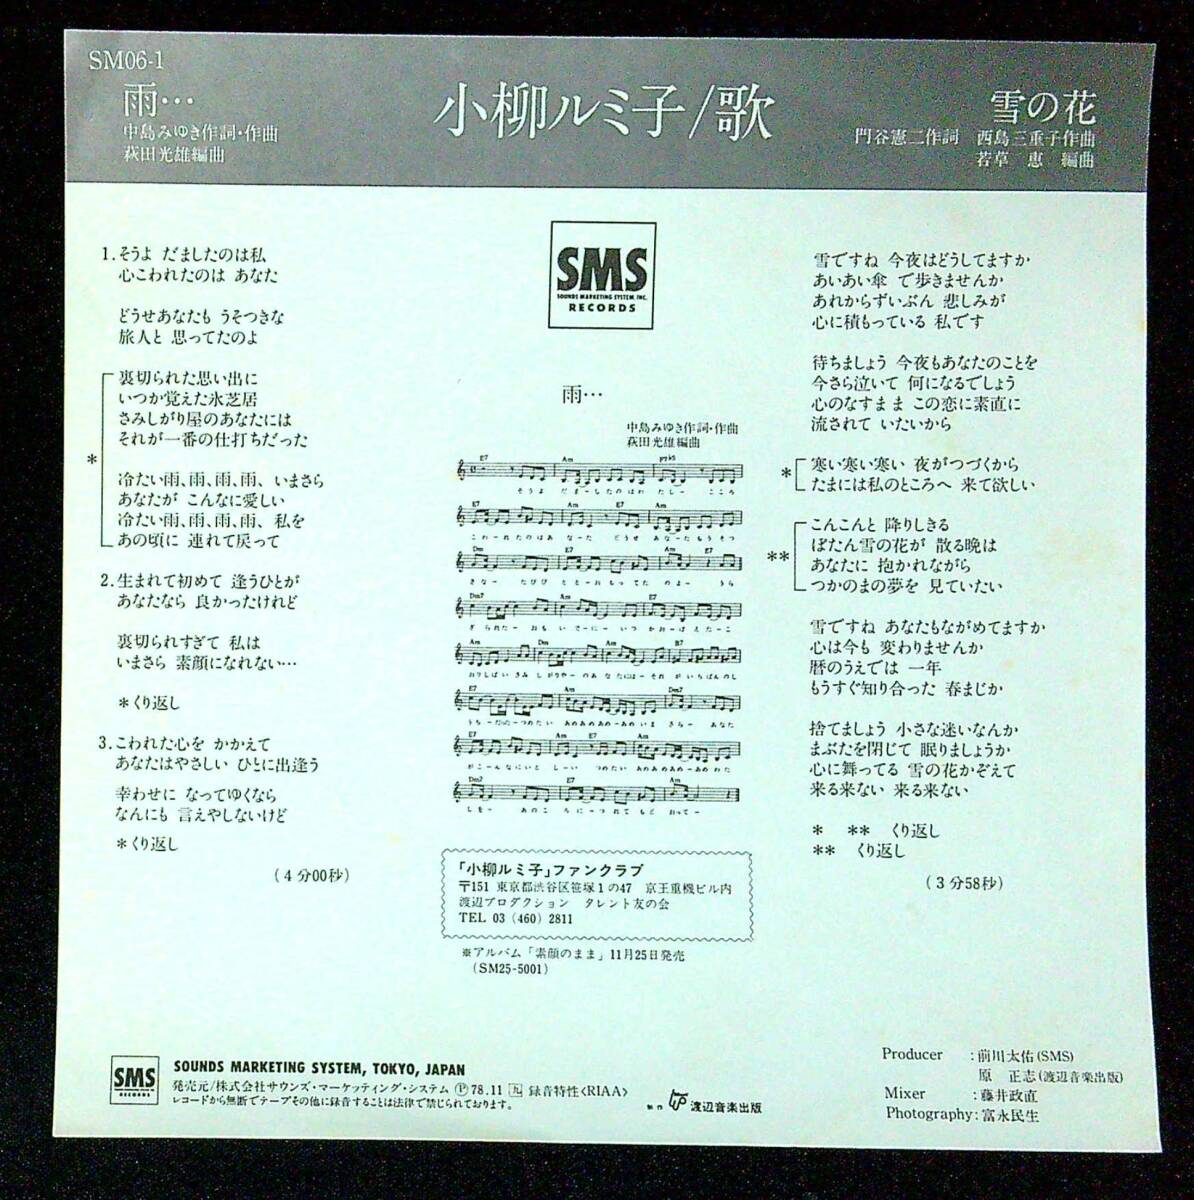 SM06-1
雨…
中島みゆき作詞・作曲
萩田光雄編曲
小柳ルミ子/歌
雪の花
門谷憲二作詞 西島三重子作曲
若草 恵 編曲
1.そうよ だましたのは私
心こわれたのは あなた
どうせあなたも うそつきな
旅人と 思ってたのよ
裏切られた思い出に
いつか覚えた氷芝居
さみしがり屋のあなたには
それが一番の仕打ちだった
*
冷たい雨、雨、雨、雨、いまさら
あなたが こんなに愛しい
冷たい雨、雨、雨、雨、私を
あの頃に 連れて戻って
2.生まれて初めて 逢うひとが
あなたなら 良かったけれど
裏切られすぎて 私は
いまさら 素顔になれない…
*くり返し
3.こわれた心を かかえて
あなたはやさしい ひとに出逢う
幸わせに なってゆくなら
なんにも 言えやしないけど
*くり返し
(4分00秒)
SMS
SOUNDS MARKETING SYSTEM, INC.
RECORDS
雨…
中島みゆき作詞・作曲
萩田光雄編曲
「小柳ルミ子」ファンクラブ
〒151 東京都渋谷区笹塚1の47 京王重機ビル内
渡辺プロダクション タレント友の会
TEL 03 (460) 2811
※アルバム「素顔のまま」11月25日発売
(SM25-5001)
雪ですね 今夜はどうしてますか
あいあい傘 で歩きませんか
あれからずいぶん 悲しみが
心に積もっている 私です
待ちましょう 今夜もあなたのことを
今さら泣いて 何になるでしょう
心のなすまま この恋に素直に
流されて いたいから
* 寒い寒い寒い 夜がつづくから
たまには私のところへ 来て欲しい
こんこんと 降りしきる
** ぼたん雪の花が 散る晩は
あなたに 抱かれながら
つかのまの夢を 見ていたい
雪ですね あなたもながめてますか
心は今も 変わりませんか
暦のうえでは 一年
もうすぐ知り合った 春まじか
捨てましょう 小さな迷いなんか
まぶたを閉じて 眠りましょうか
心に舞ってる 雪の花かぞえて
来る来ない 来る来ない
* ** くり返し
** くり返し
(3分58秒)
SMS
RECORDS
SOUNDS MARKETING SYSTEM, TOKYO, JAPAN
発売元/株式会社サウンズ・マーケッティング・システム Ⓟ78.11 九 録音特性<RIAA>
レコードから無断でテープその他に録音することは法律で禁じられております。
制作 渡辺音楽出版
Producer :前川太佑(SMS)
原 正志(渡辺音楽出版)
Mixer :藤井政直
Photography:富永民生